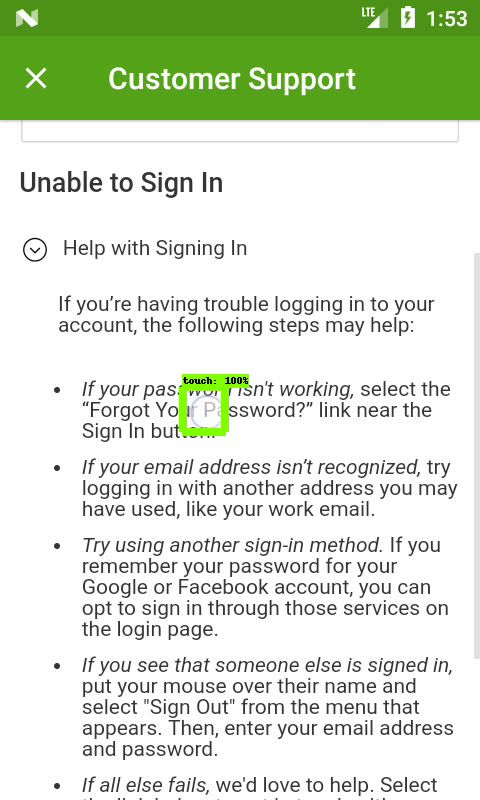 LTE 1:53
Customer Support
Unable to Sign In
Help with Signing In
If you're having trouble logging in to your
account, the following steps may help:
touch: 100%
• If your password isn't working, select the
“Forgot Your Password?” link near the
Sign In button.
• If your email address isn’t recognized, try
logging in with another address you may
have used, like your work email.
• Try using another sign-in method. If you
remember your password for your
Google or Facebook account, you can
opt to sign in through those services on
the login page.
• If you see that someone else is signed in,
put your mouse over their name and
select "Sign Out" from the menu that
appears. Then, enter your email address
and password.
• If all else fails, we'd love to help. Select